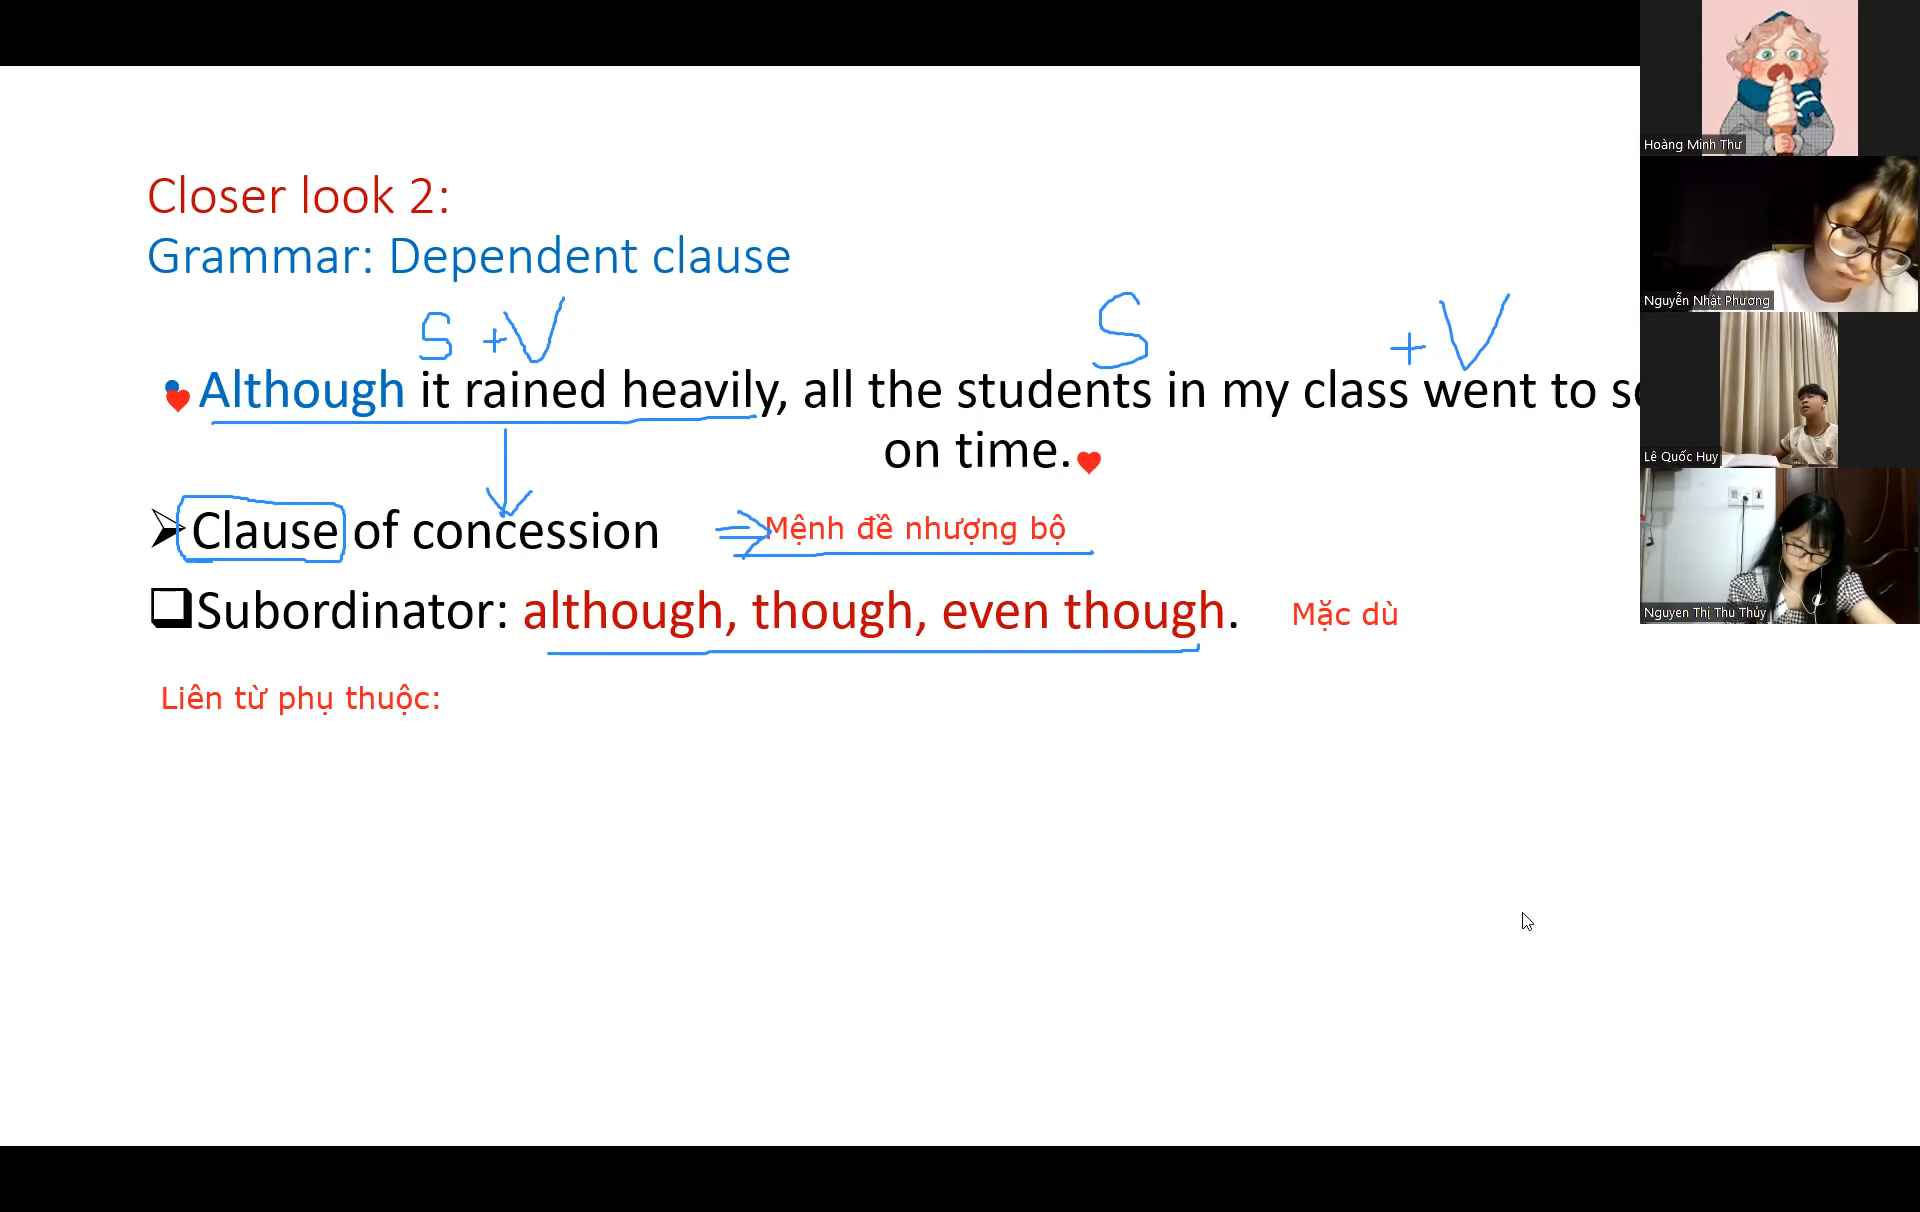 Closer look 2:
Grammar: Dependent clause
S + V
S + V
Although it rained heavily, all the students in my class went to
on time.
Clause of concession
Mệnh đề nhượng bộ
Subordinator: although, though, even though.
Mặc dù
Liên từ phụ thuộc:
Hoàng Minh Thư
Nguyễn Nhật Phương
Lê Quốc Huy
Nguyen Thị Thu Thủy